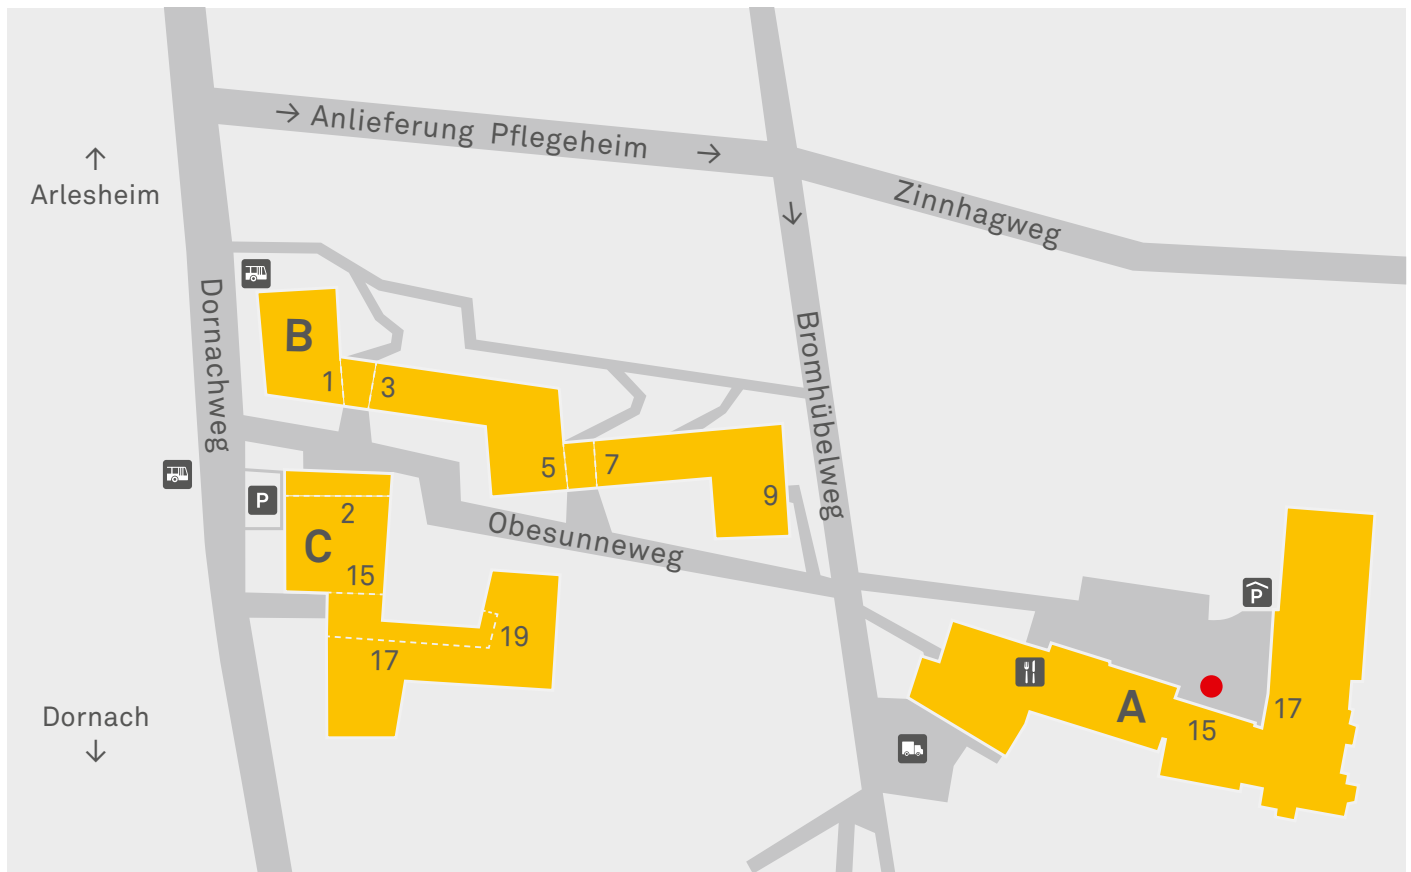 Anlieferung Pflegeheim
Arlesheim
Zinnhagweg
Dornachweg
B
1
3
Bromhübelweg
5
7
9
P
2
C
15
Obesunneweg
19
17
P
Dornach
A
15
17